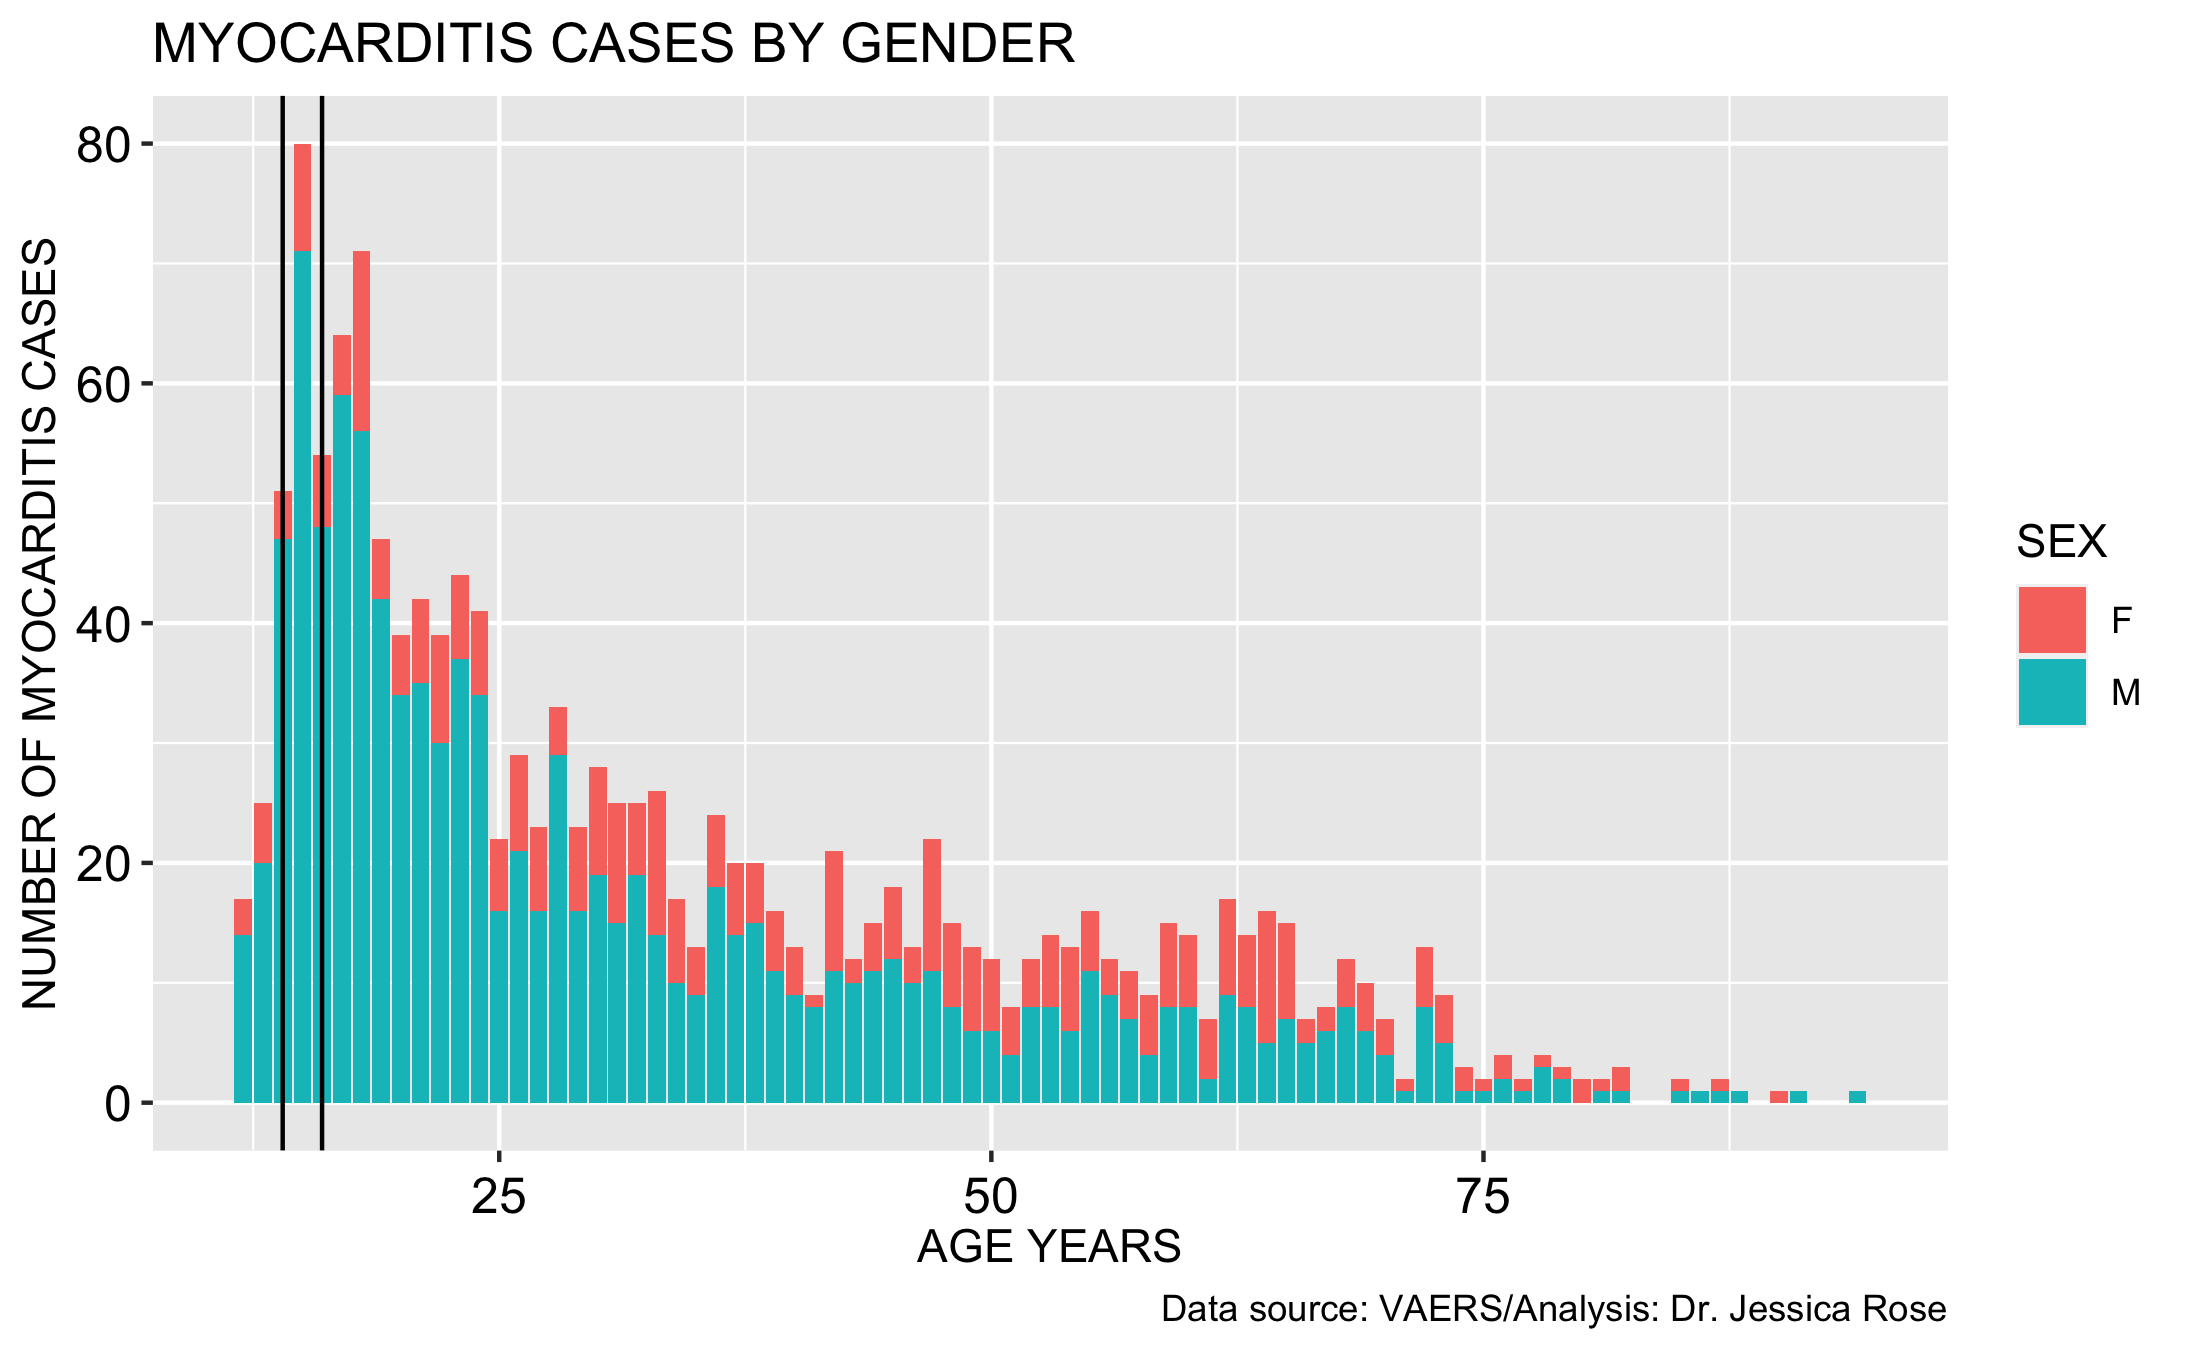 MYOCARDITIS CASES BY GENDER
NUMBER OF MYOCARDITIS CASES
80
60
40
20
0
25 50 75
AGE YEARS
SEX
F
M
Data source: VAERS/Analysis: Dr. Jessica Rose